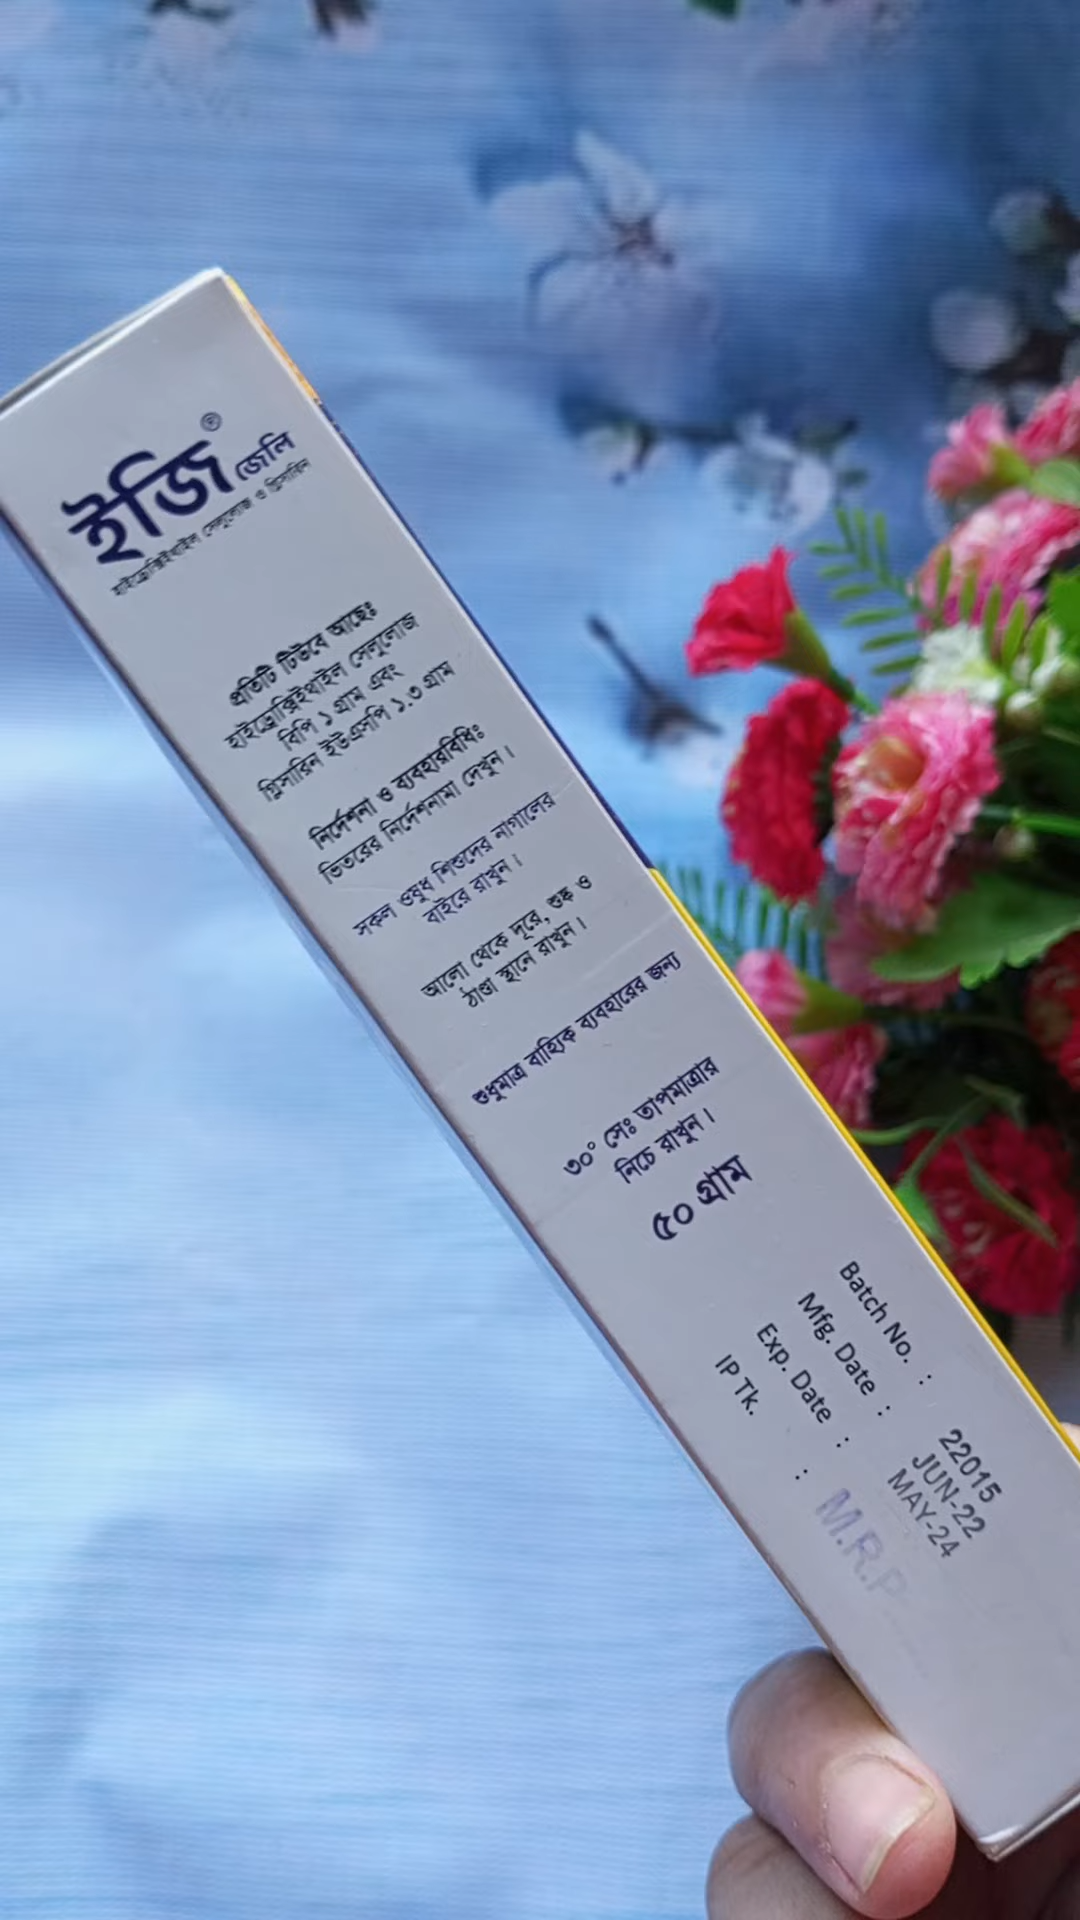 ইজি® জেলি
হাইড্রোক্সিইথাইল সেলুলোজ ও গ্লিসারিন
প্রতিটি টিউবে আছেঃ
হাইড্রোক্সিইথাইল সেলুলোজ
বিপি ১ গ্রাম এবং
গ্লিসারিন ইউএসপি ১.৩ গ্রাম
নির্দেশনা ও ব্যবহারবিধিঃ
ভিতরের নির্দেশনামা দেখুন।
সকল ওষুধ শিশুদের নাগালের
বাইরে রাখুন।
আলো থেকে দূরে, শুষ্ক ও
ঠাণ্ডা স্থানে রাখুন।
শুধুমাত্র বাহ্যিক ব্যবহারের জন্য
৩০° সেঃ তাপমাত্রার
নিচে রাখুন।
৫০ গ্রাম
Batch No. : 22015
Mfg. Date : JUN-22
Exp. Date : MAY-24
IP Tk. : M.R.P